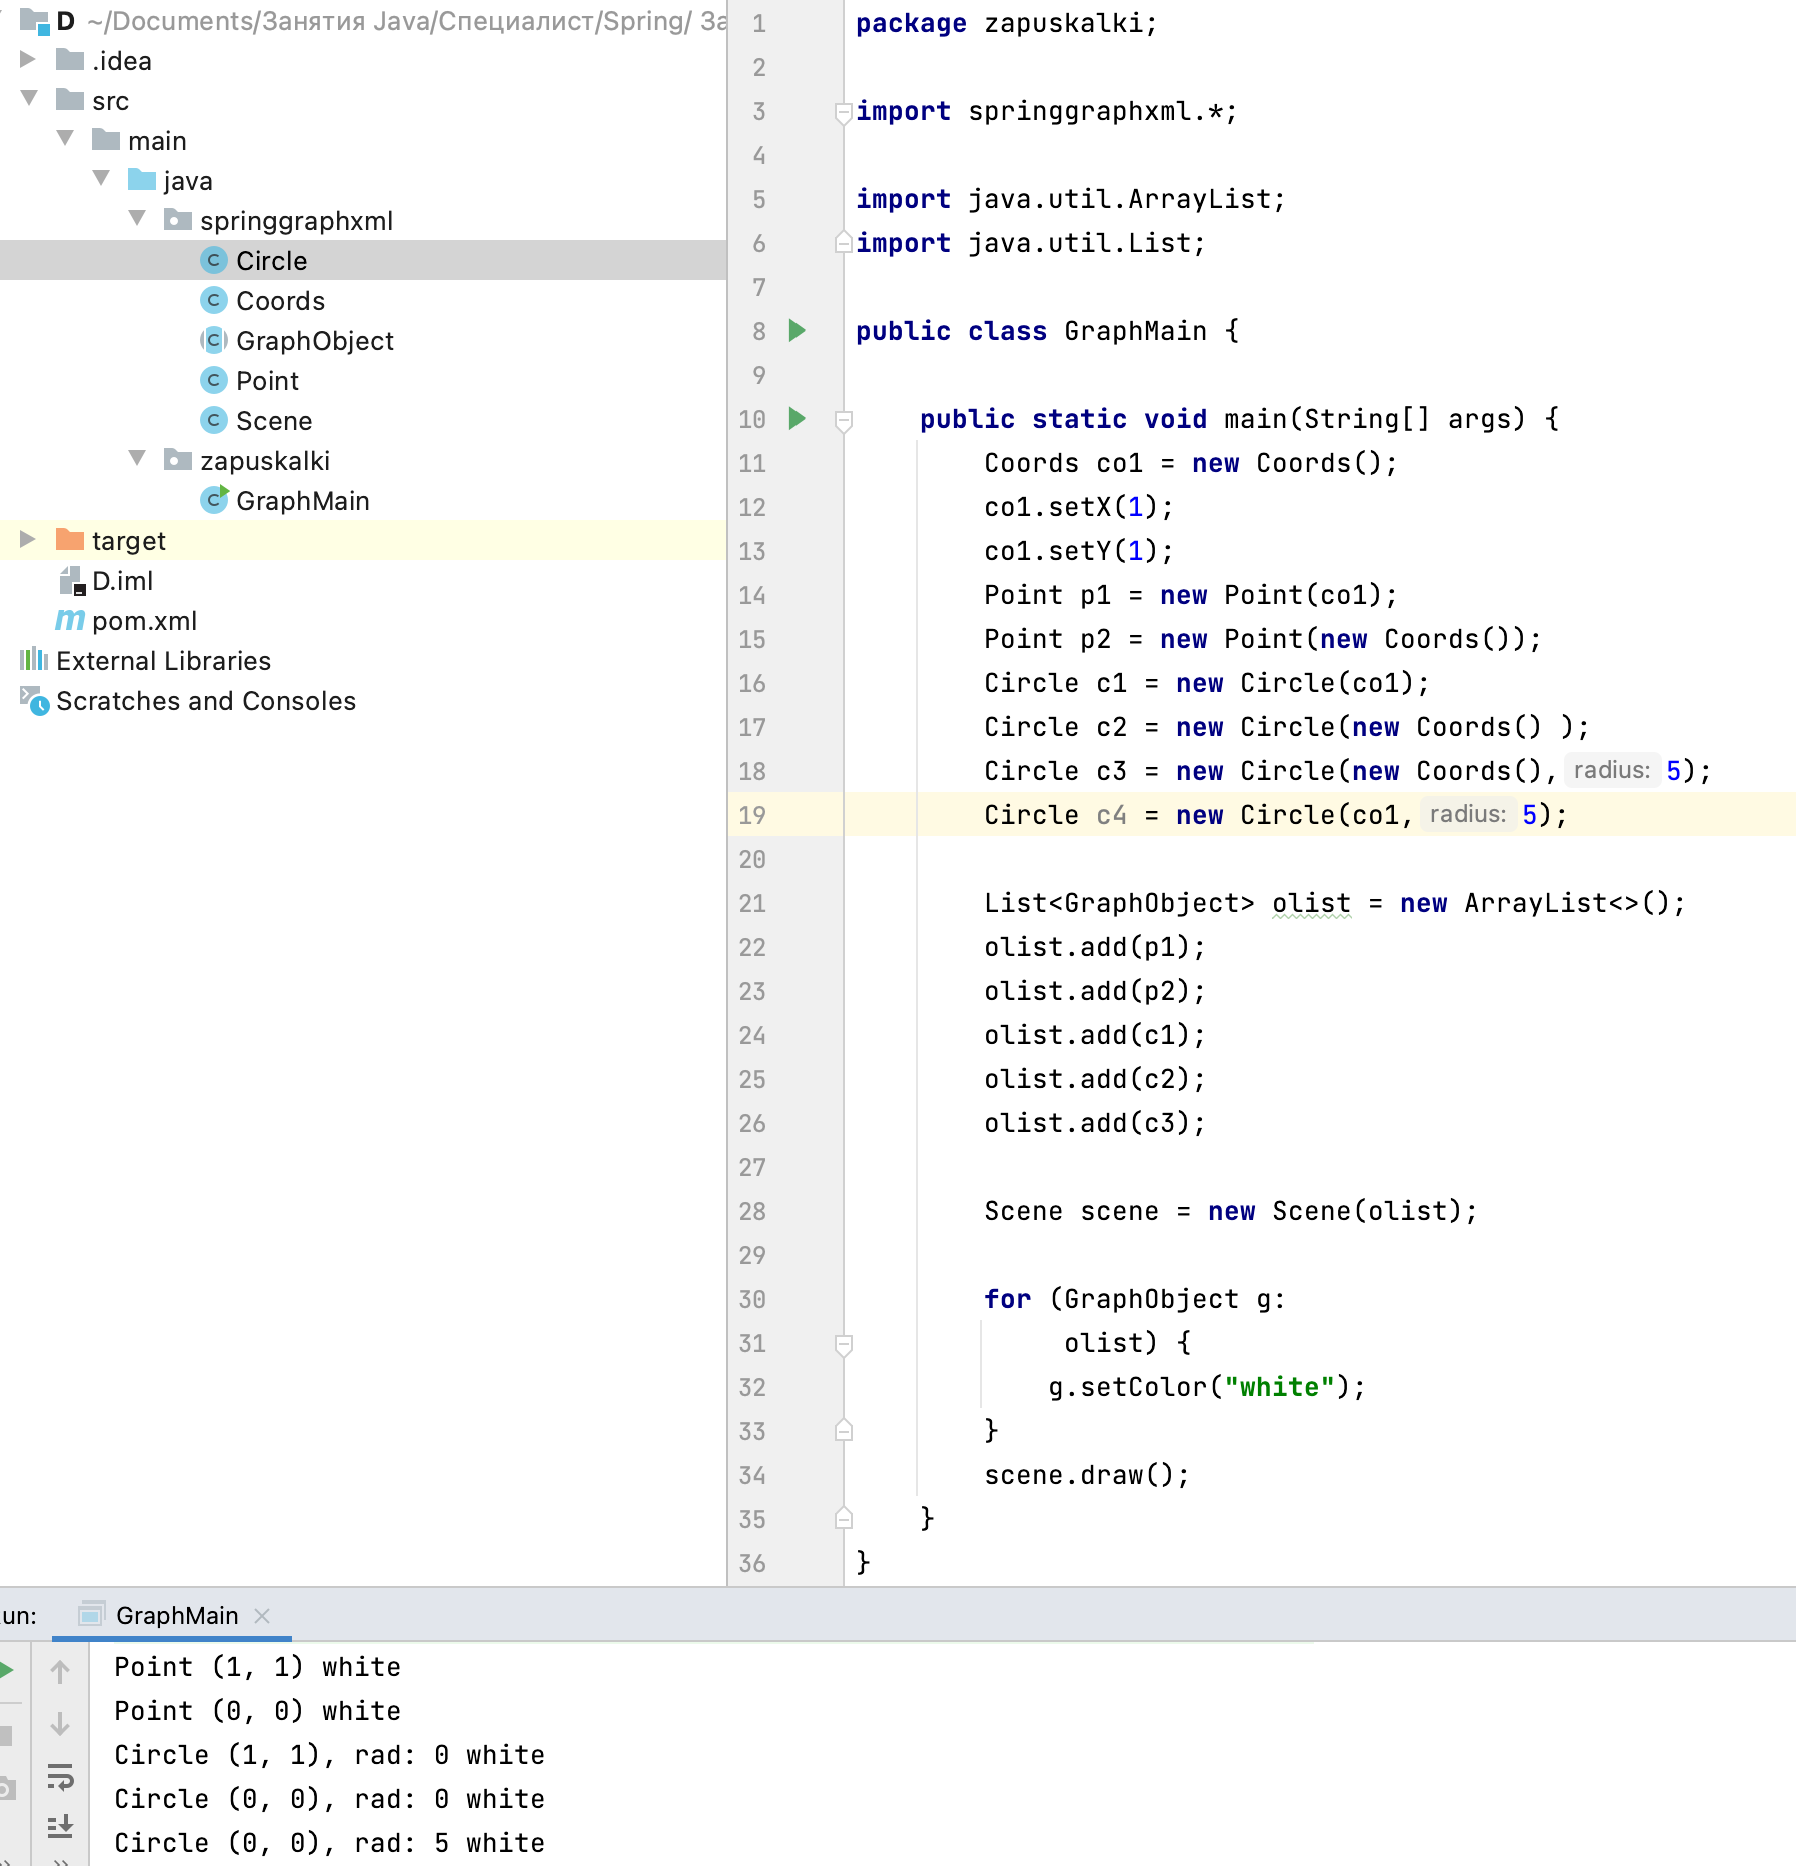 D ~/Documents/Занятия Java/Специалист/Spring/ За
.idea
src
main
java
springgraphxml
Circle
Coords
GraphObject
Point
Scene
zapuskalki
GraphMain
target
D.iml
pom.xml
External Libraries
Scratches and Consoles
1 package zapuskalki;
2
3 import springgraphxml.*;
4
5 import java.util.ArrayList;
6 import java.util.List;
7
8 public class GraphMain {
9
10 public static void main(String[] args) {
11 Coords co1 = new Coords();
12 co1.setX(1);
13 co1.setY(1);
14 Point p1 = new Point(co1);
15 Point p2 = new Point(new Coords());
16 Circle c1 = new Circle(co1);
17 Circle c2 = new Circle(new Coords() );
18 Circle c3 = new Circle(new Coords(), radius: 5);
19 Circle c4 = new Circle(co1, radius: 5);
20
21 List<GraphObject> olist = new ArrayList<>();
22 olist.add(p1);
23 olist.add(p2);
24 olist.add(c1);
25 olist.add(c2);
26 olist.add(c3);
27
28 Scene scene = new Scene(olist);
29
30 for (GraphObject g:
31 olist) {
32 g.setColor("white");
33 }
34 scene.draw();
35 }
36 }
un: GraphMain
Point (1, 1) white
Point (0, 0) white
Circle (1, 1), rad: 0 white
Circle (0, 0), rad: 0 white
Circle (0, 0), rad: 5 white